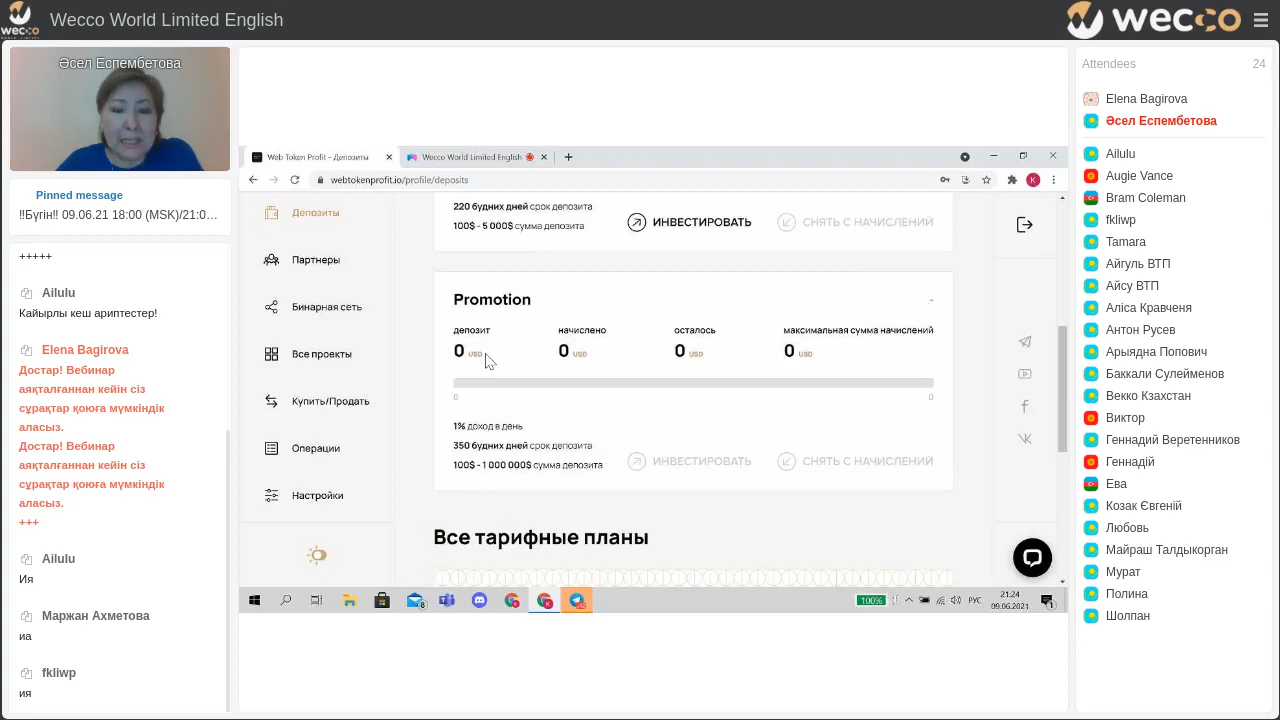 wecco
Wecco World Limited English
wecco
Әсел Еспембетова
Pinned message
‼Бүгін‼ 09.06.21 18:00 (MSK)/21:0…
+++++
Ailulu
Кайырлы кеш ариптестер!
Elena Bagirova
Достар! Вебинар
аяқталғаннан кейін сіз
сұрақтар қоюға мүмкіндік
аласыз.
Достар! Вебинар
аяқталғаннан кейін сіз
сұрақтар қоюға мүмкіндік
аласыз.
+++
Ailulu
Ия
Маржан Ахметова
иа
fkliwp
ия
Web Token Profit - Депозиты
Wecco World Limited English
webtokenprofit.io/profile/deposits
K
Депозиты
Партнеры
Бинарная сеть
Все проекты
Купить/Продать
Операции
Настройки
220 будних дней срок депозита
100$ - 5 000$ сумма депозита
ИНВЕСТИРОВАТЬ
СНЯТЬ С НАЧИСЛЕНИЙ
Promotion
депозит
начислено
осталось
максимальная сумма начислений
0 USD
0 USD
0 USD
0 USD
0
0
1% доход в день
350 будних дней срок депозита
100$ - 1 000 000$ сумма депозита
ИНВЕСТИРОВАТЬ
СНЯТЬ С НАЧИСЛЕНИЙ
Все тарифные планы
100%
РУС
21:24
09.06.2021
Attendees
24
Elena Bagirova
Әсел Еспембетова
Ailulu
Augie Vance
Bram Coleman
fkliwp
Tamara
Айгуль ВТП
Айсу ВТП
Аліса Кравченя
Антон Русев
Арыядна Попович
Баккали Сулейменов
Векко Кзахстан
Виктор
Геннадий Веретенников
Геннадій
Ева
Козак Євгеній
Любовь
Майраш Талдыкорган
Мурат
Полина
Шолпан